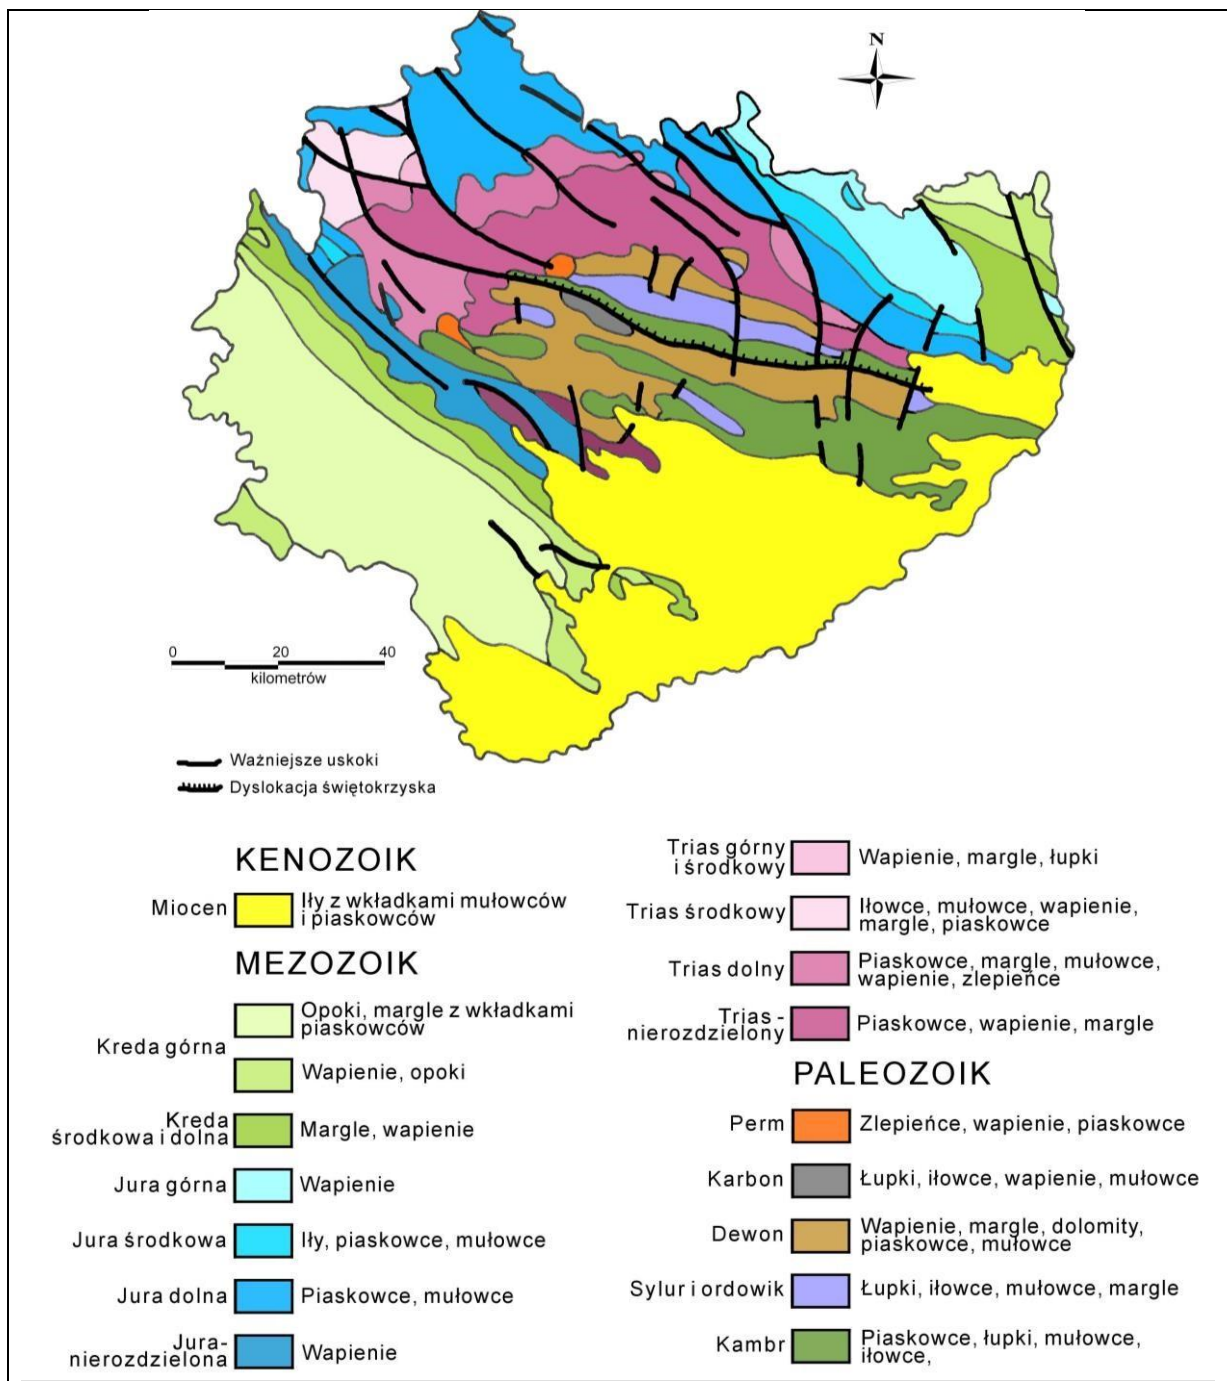 N
0 20 40
kilometrów
Ważniejsze uskoki
Dyslokacja świętokrzyska
KENOZOIK
Miocen
Iły z wkładkami mułowców
i piaskowców
MEZOZOIK
Kreda górna
Opoki, margle z wkładkami
piaskowców
Wapienie, opoki
Kreda
środkowa i dolna
Margle, wapienie
Jura górna
Wapienie
Jura środkowa
Iły, piaskowce, mułowce
Jura dolna
Piaskowce, mułowce
Jura-
nierozdzielona
Wapienie
Trias górny
i środkowy
Wapienie, margle, łupki
Trias środkowy
Iłowce, mułowce, wapienie,
margle, piaskowce
Trias dolny
Piaskowce, margle, mułowce,
wapienie, zlepieńce
Trias -
nierozdzielony
Piaskowce, wapienie, margle
PALEOZOIK
Perm
Zlepieńce, wapienie, piaskowce
Karbon
Łupki, iłowce, wapienie, mułowce
Dewon
Wapienie, margle, dolomity,
piaskowce, mułowce
Sylur i ordowik
Łupki, iłowce, mułowce, margle
Kambr
Piaskowce, łupki, mułowce,
iłowce,